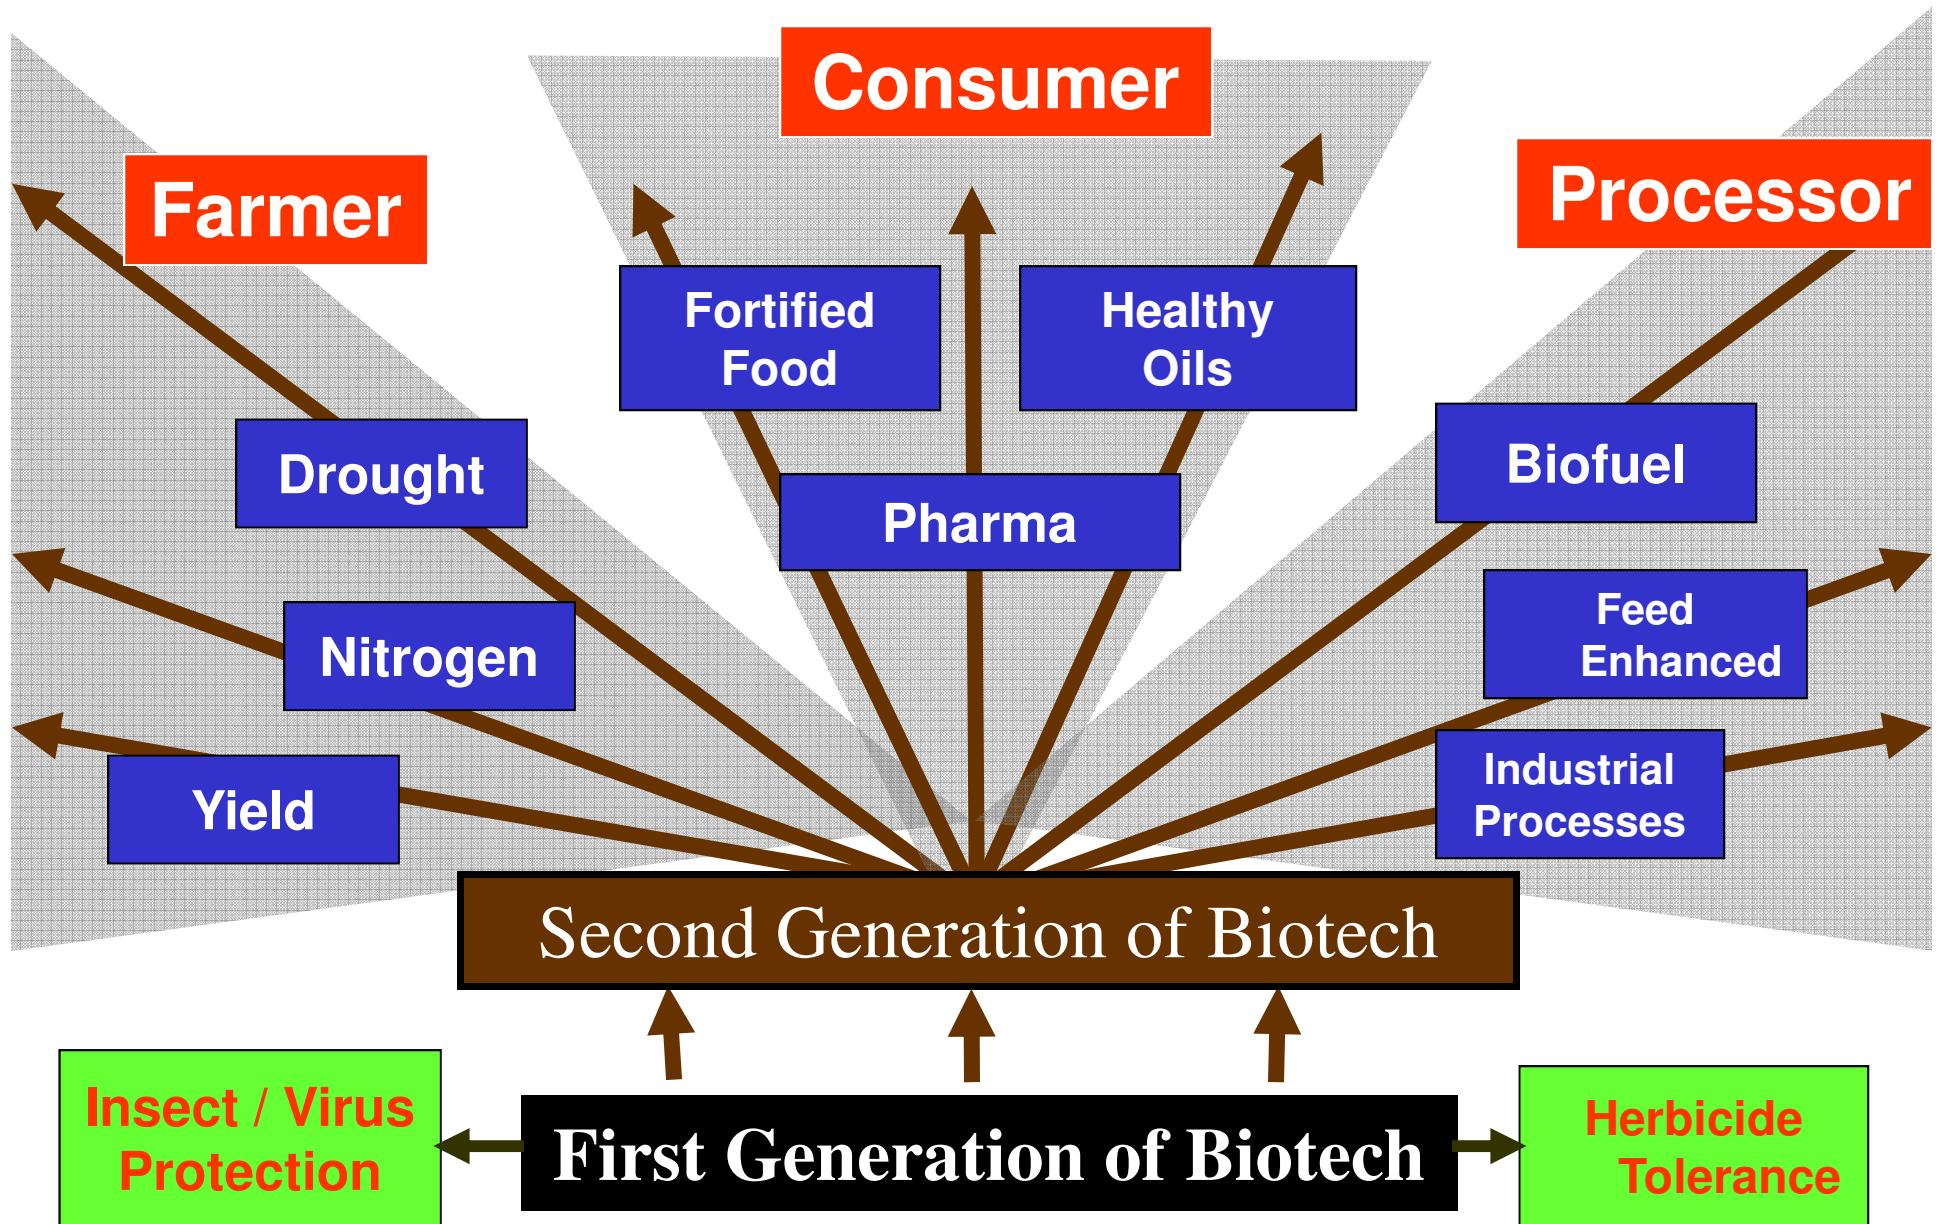 Consumer
Farmer
Processor
Fortified
Food
Healthy
Oils
Drought
Pharma
Biofuel
Nitrogen
Feed
Enhanced
Yield
Industrial
Processes
Second Generation of Biotech
Insect / Virus
Protection
First Generation of Biotech
Herbicide
Tolerance